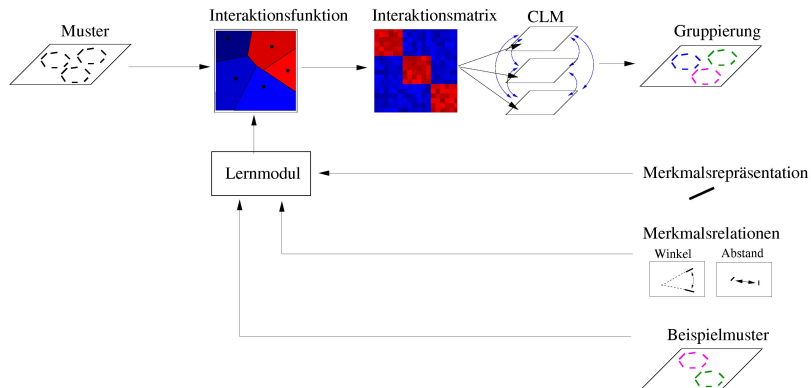 Muster
Interaktionsfunktion
Interaktionsmatrix
CLM
Gruppierung
Lernmodul
Merkmalsrepräsentation
Merkmalsrelationen
Winkel
Abstand
Beispielmuster